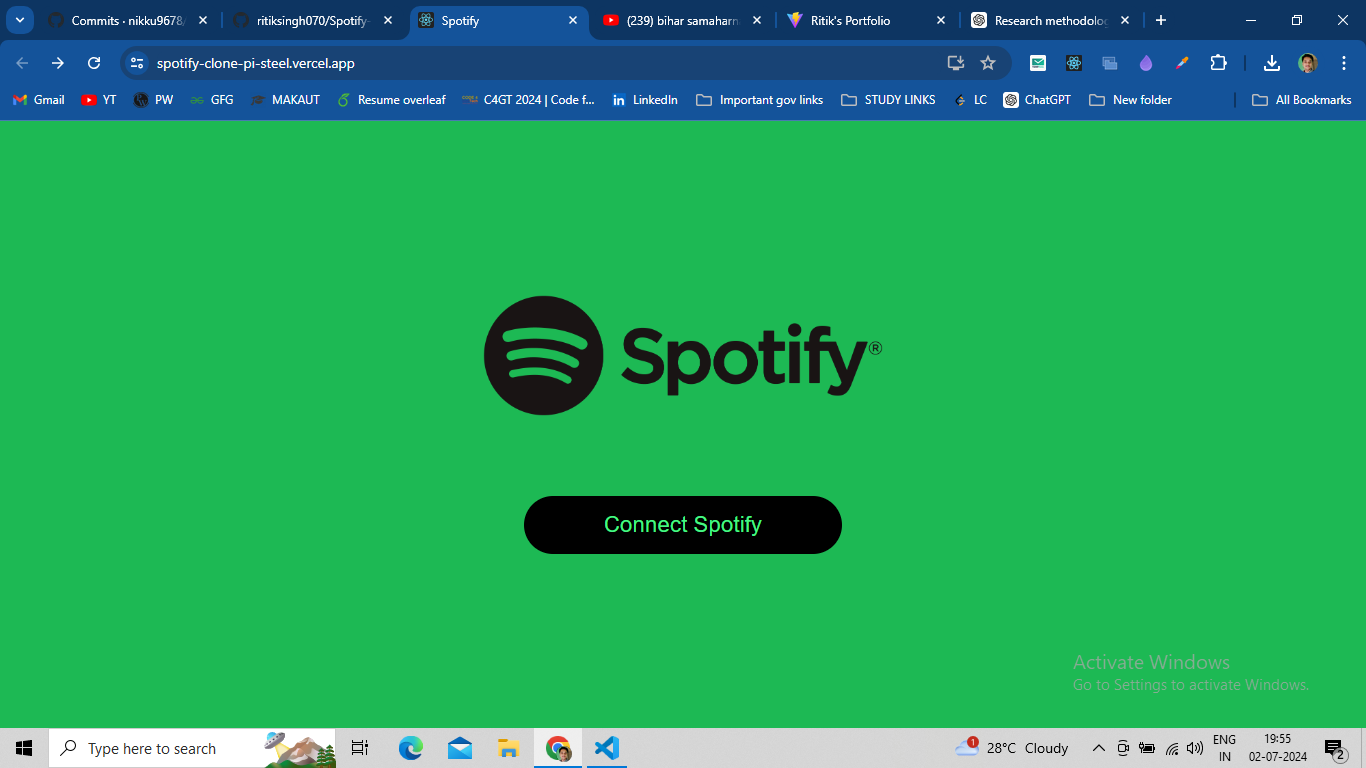 Commits · nikku9678/
ritiksingh070/Spotify-
Spotify
(239) bihar samaharn
Ritik's Portfolio
Research methodolog
spotify-clone-pi-steel.vercel.app
Gmail
YT
PW
GFG
MAKAUT
Resume overleaf
C4GT 2024 | Code f...
LinkedIn
Important gov links
STUDY LINKS
LC
ChatGPT
New folder
All Bookmarks
Spotify®
Connect Spotify
Activate Windows
Go to Settings to activate Windows.
Type here to search
1
28°C Cloudy
ENG
IN
19:55
02-07-2024
2